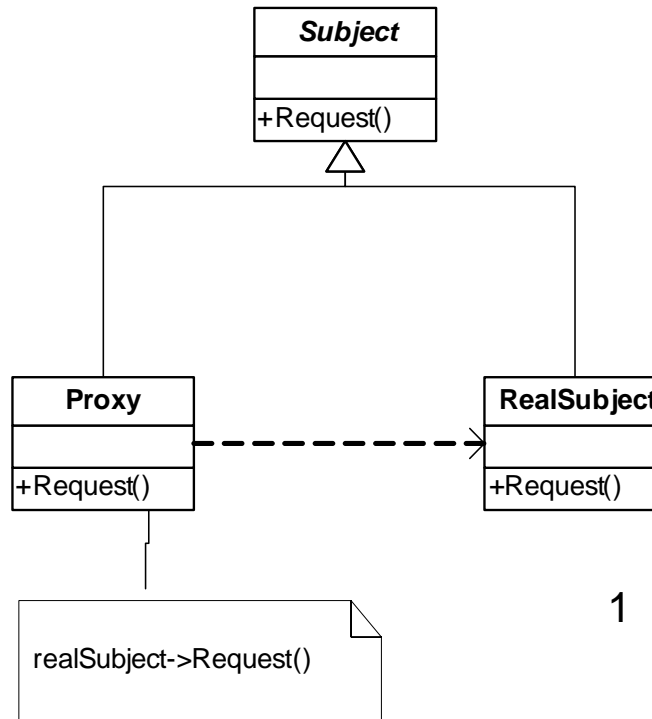 Subject
+Request()
Proxy
+Request()
RealSubject
+Request()
realSubject->Request()
1